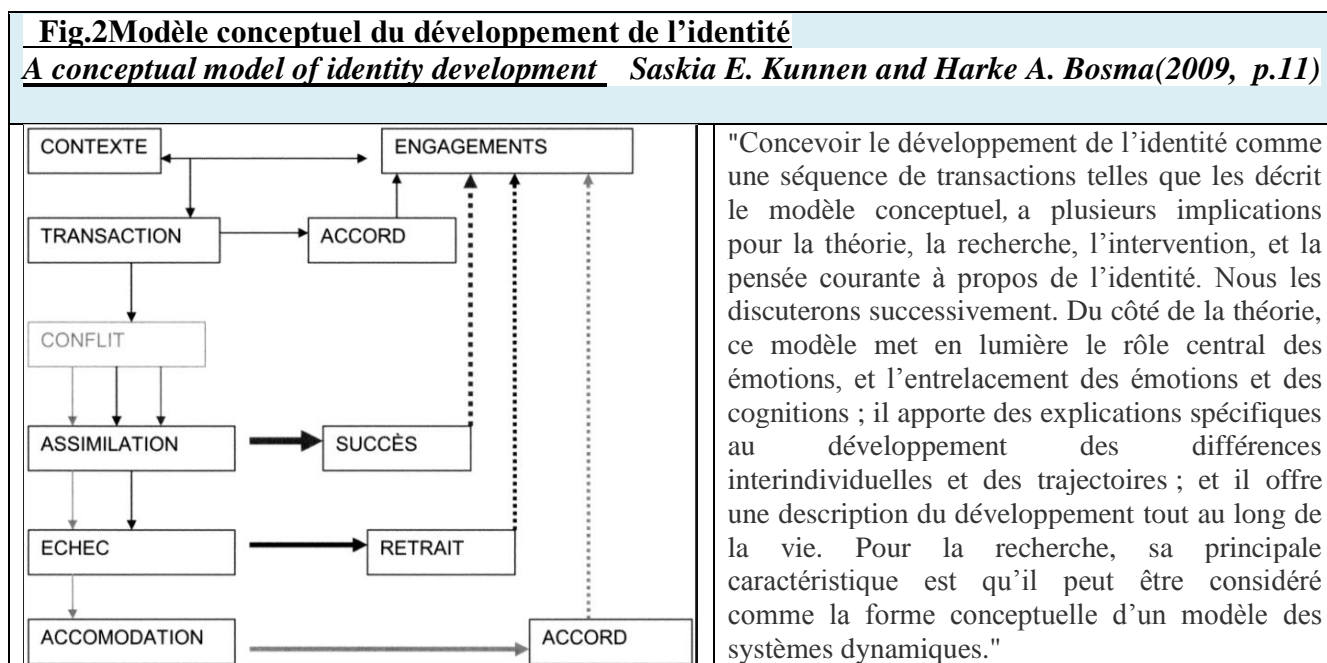 Fig.2Modèle conceptuel du développement de l’identité
A conceptual model of identity development Saskia E. Kunnen and Harke A. Bosma(2009, p.11)
CONTEXTE
ENGAGEMENTS
TRANSACTION
ACCORD
CONFLIT
ASSIMILATION
SUCCÈS
ECHEC
RETRAIT
ACCOMODATION
ACCORD
"Concevoir le développement de l’identité comme
une séquence de transactions telles que les décrit
le modèle conceptuel, a plusieurs implications
pour la théorie, la recherche, l’intervention, et la
pensée courante à propos de l’identité. Nous les
discuterons successivement. Du côté de la théorie,
ce modèle met en lumière le rôle central des
émotions, et l’entrelacement des émotions et des
cognitions ; il apporte des explications spécifiques
au développement des différences
interindividuelles et des trajectoires ; et il offre
une description du développement tout au long de
la vie. Pour la recherche, sa principale
caractéristique est qu’il peut être considéré
comme la forme conceptuelle d’un modèle des
systèmes dynamiques."